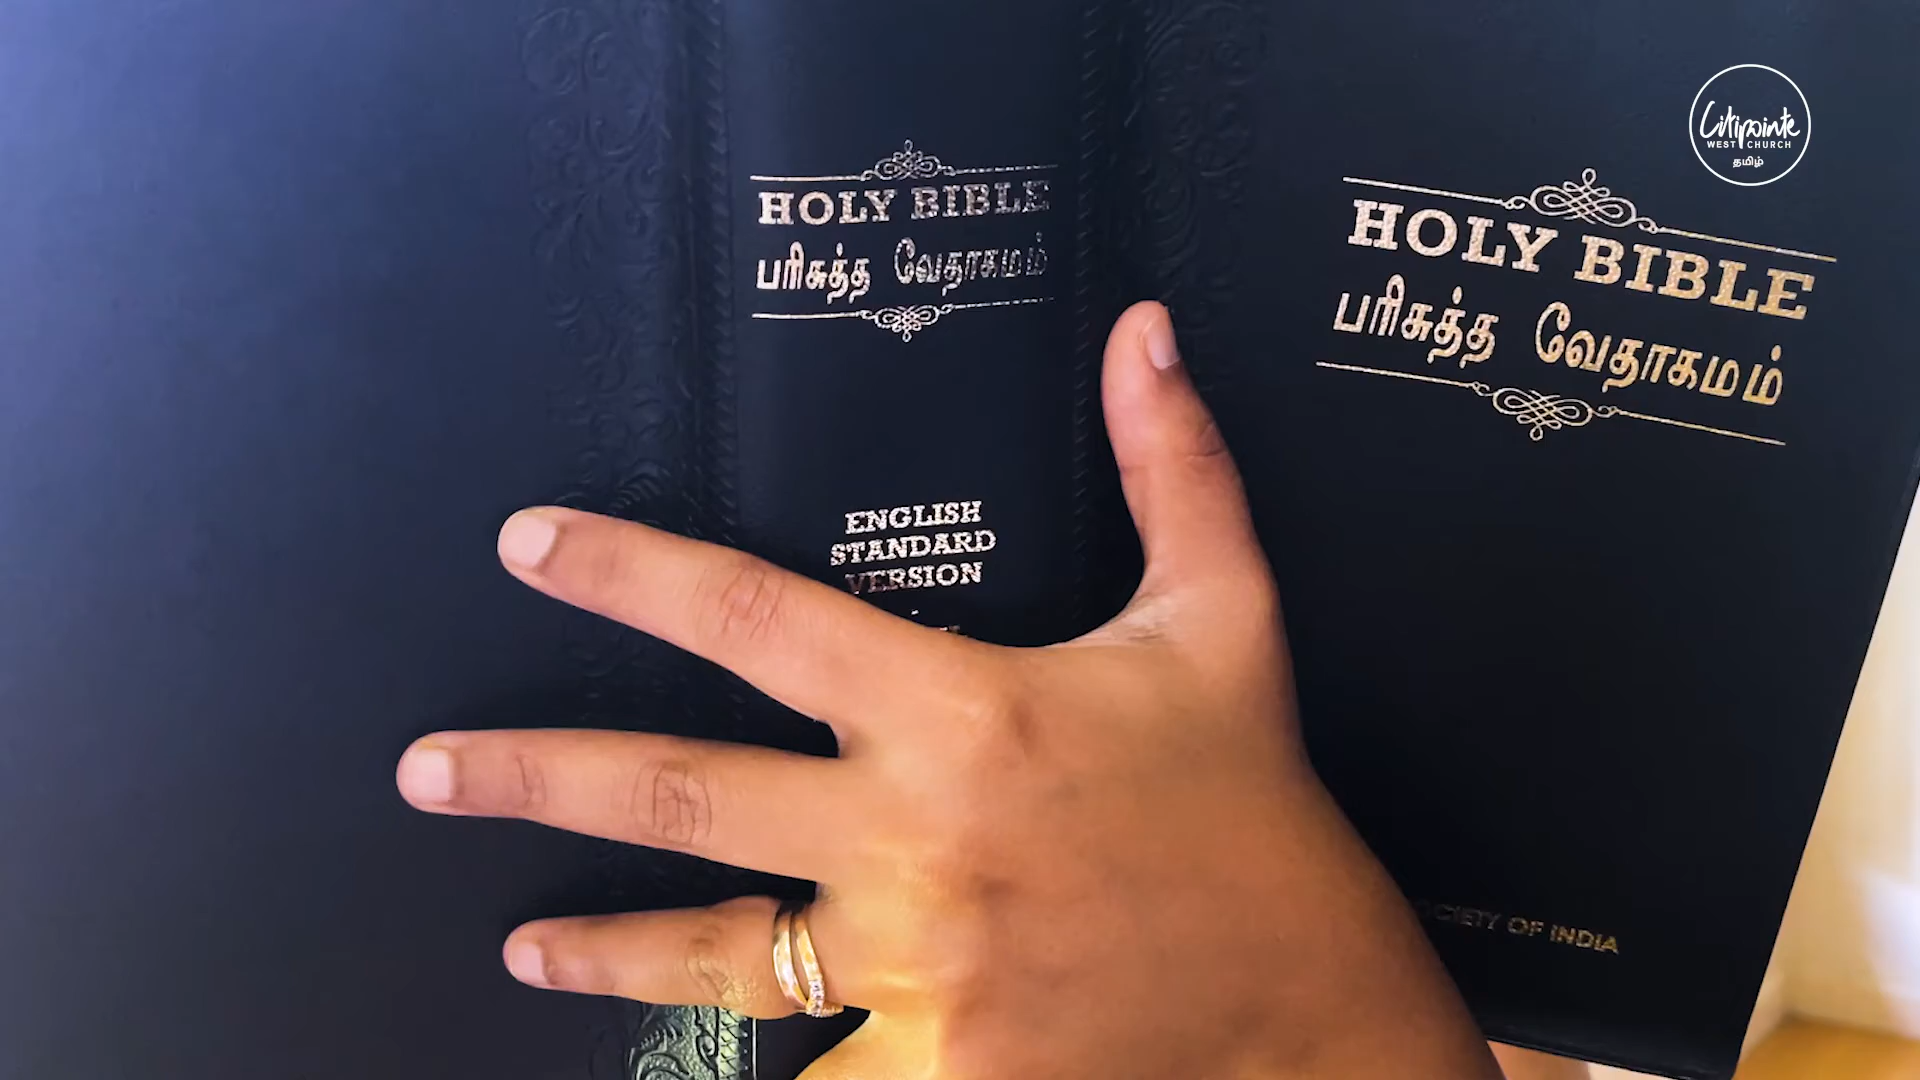 HOLY BIBLE
பரிசுத்த வேதாகமம்
ENGLISH
STANDARD
VERSION
HOLY BIBLE
பரிசுத்த வேதாகமம்
OF INDIA
Citipointe
WEST CHURCH
தமிழ்